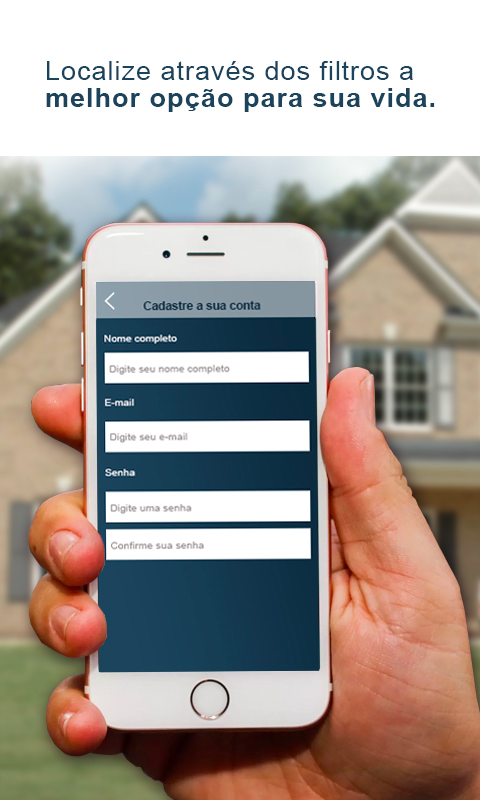 Localize através dos filtros a
melhor opção para sua vida.
Cadastre a sua conta
Nome completo
Digite seu nome completo
E-mail
Digite seu e-mail
Senha
Digite uma senha
Confirme sua senha